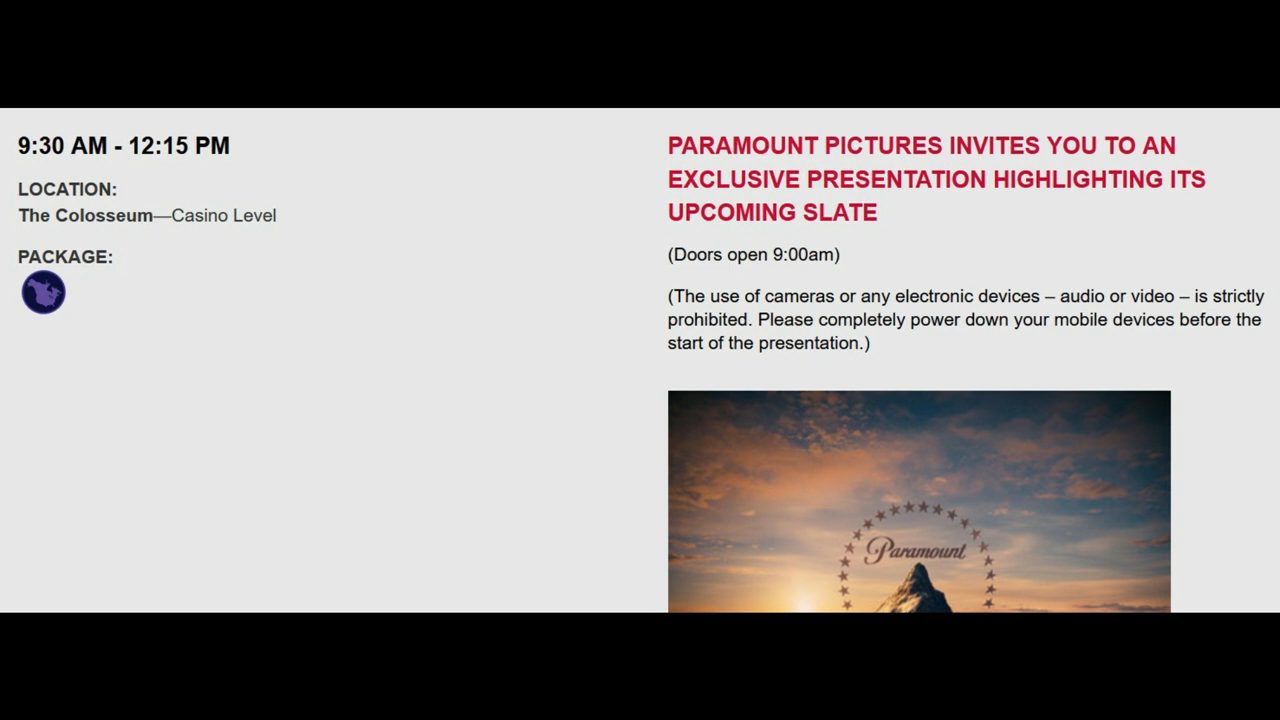 9:30 AM - 12:15 PM
LOCATION:
The Colosseum—Casino Level
PACKAGE:
PARAMOUNT PICTURES INVITES YOU TO AN
EXCLUSIVE PRESENTATION HIGHLIGHTING ITS
UPCOMING SLATE
(Doors open 9:00am)
(The use of cameras or any electronic devices – audio or video – is strictly
prohibited. Please completely power down your mobile devices before the
start of the presentation.)
Paramount